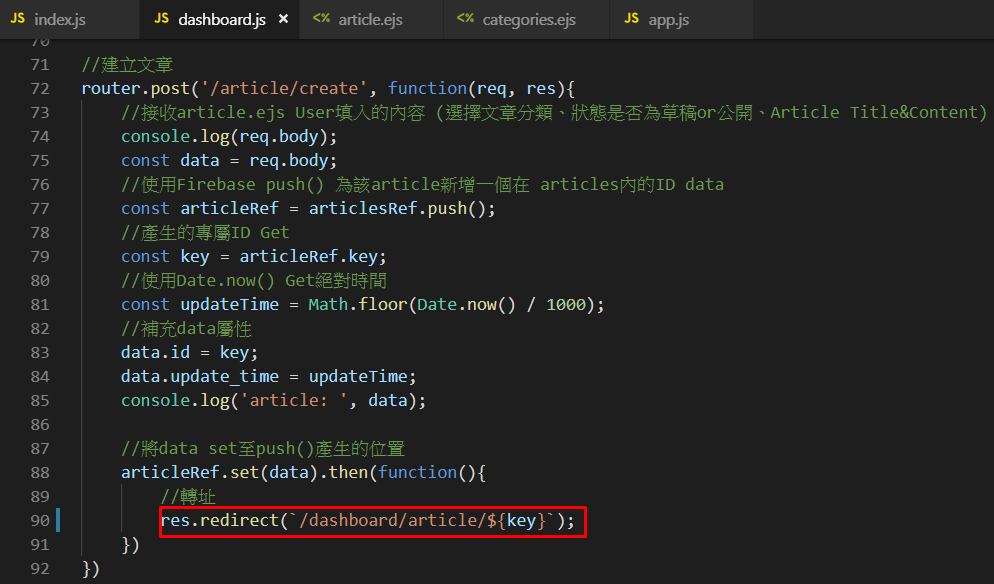 JS index.js JS dashboard.js × <% article.ejs <% categories.ejs JS app.js
70
71 //建立文章
72 router.post('/article/create', function(req, res){
73 //接收article.ejs User填入的內容 (選擇文章分類、狀態是否為草稿or公開、Article Title&Content)
74 console.log(req.body);
75 const data = req.body;
76 //使用Firebase push() 為該article新增一個在 articles內的ID data
77 const articleRef = articlesRef.push();
78 //產生的專屬ID Get
79 const key = articleRef.key;
80 //使用Date.now() Get絕對時間
81 const updateTime = Math.floor(Date.now() / 1000);
82 //補充data屬性
83 data.id = key;
84 data.update_time = updateTime;
85 console.log('article: ', data);
86
87 //將data set至push()產生的位置
88 articleRef.set(data).then(function(){
89 //轉址
90 res.redirect(`/dashboard/article/${key}`);
91 })
92 })